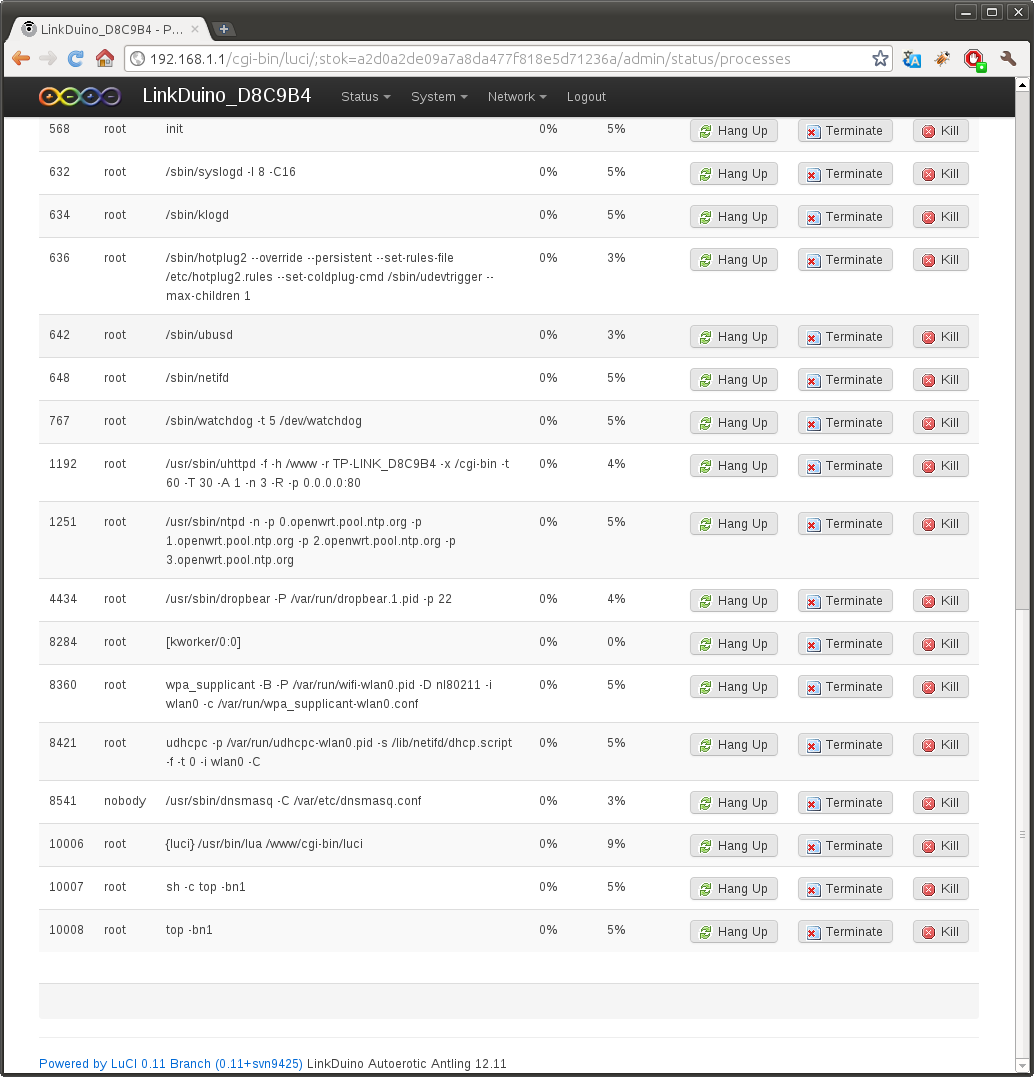 LinkDuino_D8C9B4 - P...
192.168.1.1/cgi-bin/luci/;stok=a2d0a2de09a7a8da477f818e5d71236a/admin/status/processes
LinkDuino_D8C9B4 Status System Network Logout
568 root init 0% 5% Hang Up Terminate Kill
632 root /sbin/syslogd -l 8 -C16 0% 5% Hang Up Terminate Kill
634 root /sbin/klogd 0% 5% Hang Up Terminate Kill
636 root /sbin/hotplug2 --override --persistent --set-rules-file 0% 3% Hang Up Terminate Kill
/etc/hotplug2.rules --set-coldplug-cmd /sbin/udevtrigger --
max-children 1
642 root /sbin/ubusd 0% 3% Hang Up Terminate Kill
648 root /sbin/netifd 0% 5% Hang Up Terminate Kill
767 root /sbin/watchdog -t 5 /dev/watchdog 0% 5% Hang Up Terminate Kill
1192 root /usr/sbin/uhttpd -f -h /www -r TP-LINK_D8C9B4 -x /cgi-bin -t 0% 4% Hang Up Terminate Kill
60 -T 30 -A 1 -n 3 -R -p 0.0.0.0:80
1251 root /usr/sbin/ntpd -n -p 0.openwrt.pool.ntp.org -p 0% 5% Hang Up Terminate Kill
1.openwrt.pool.ntp.org -p 2.openwrt.pool.ntp.org -p
3.openwrt.pool.ntp.org
4434 root /usr/sbin/dropbear -P /var/run/dropbear.1.pid -p 22 0% 4% Hang Up Terminate Kill
8284 root [kworker/0:0] 0% 0% Hang Up Terminate Kill
8360 root wpa_supplicant -B -P /var/run/wifi-wlan0.pid -D nl80211 -i 0% 5% Hang Up Terminate Kill
wlan0 -c /var/run/wpa_supplicant-wlan0.conf
8421 root udhcpc -p /var/run/udhcpc-wlan0.pid -s /lib/netifd/dhcp.script 0% 5% Hang Up Terminate Kill
-f -t 0 -i wlan0 -C
8541 nobody /usr/sbin/dnsmasq -C /var/etc/dnsmasq.conf 0% 3% Hang Up Terminate Kill
10006 root {luci} /usr/bin/lua /www/cgi-bin/luci 0% 9% Hang Up Terminate Kill
10007 root sh -c top -bn1 0% 5% Hang Up Terminate Kill
10008 root top -bn1 0% 5% Hang Up Terminate Kill
Powered by LuCI 0.11 Branch (0.11+svn9425) LinkDuino Autoerotic Antling 12.11